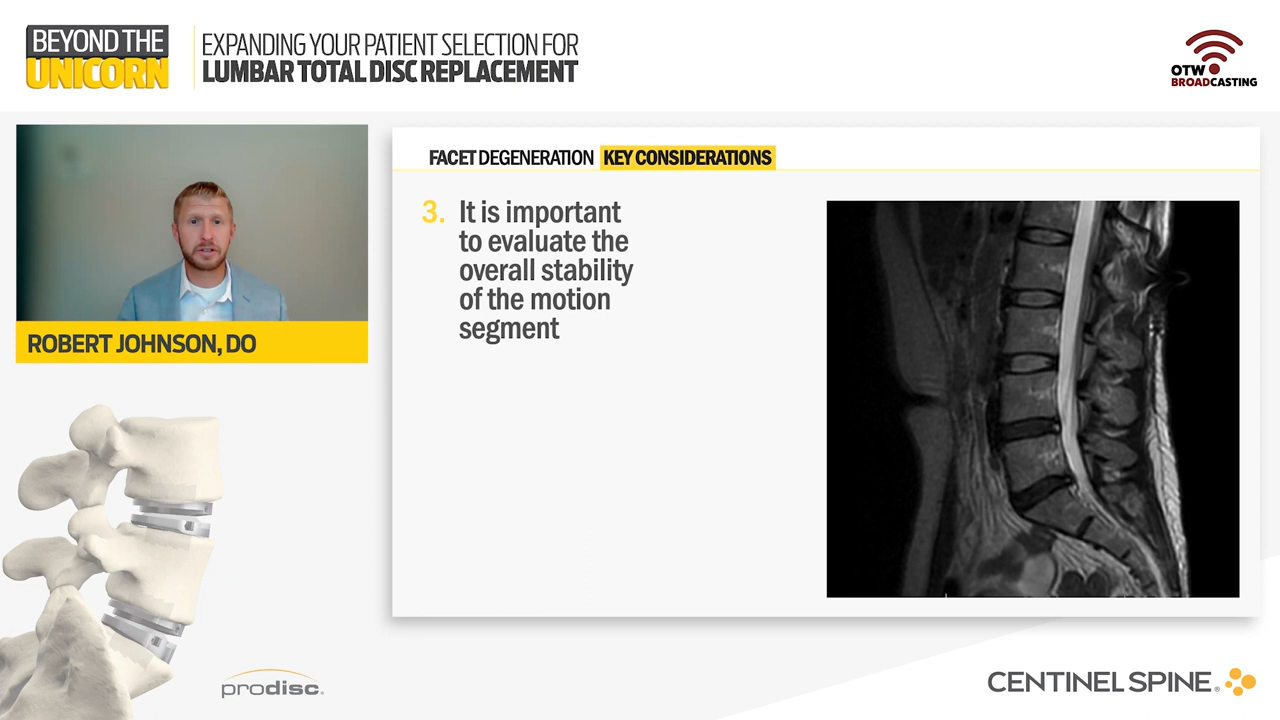 BEYOND THE
UNICORN
EXPANDING YOUR PATIENT SELECTION FOR
LUMBAR TOTAL DISC REPLACEMENT
OTW
BROADCASTING
ROBERT JOHNSON, DO
FACET DEGENERATION KEY CONSIDERATIONS
3. It is important
to evaluate the
overall stability
of the motion
segment
prodisc®
CENTINEL SPINE®